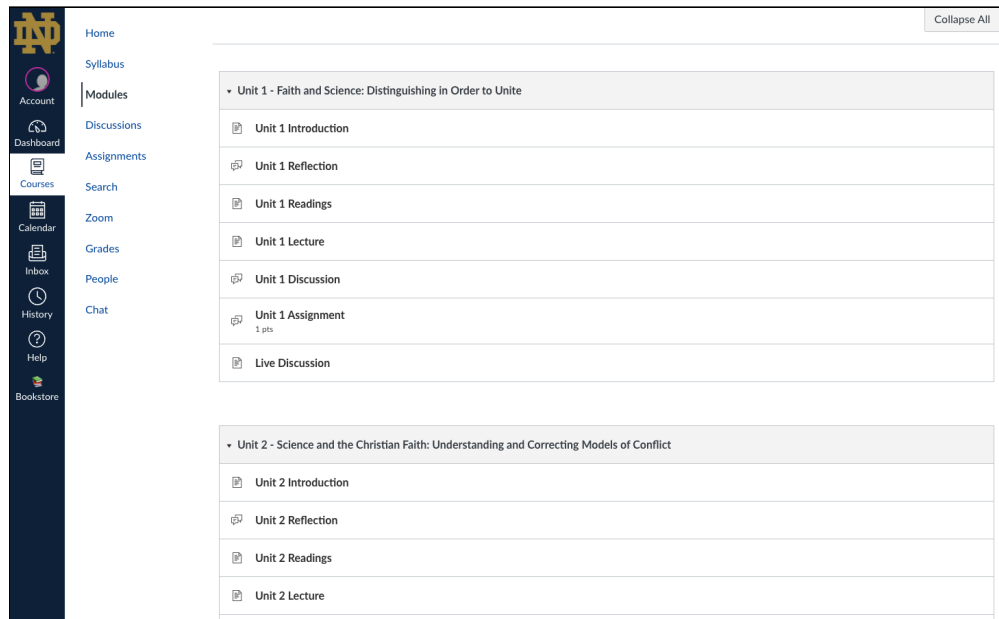 ND
Account
Dashboard
Courses
Calendar
Inbox
History
Help
Bookstore
Home
Syllabus
Modules
Discussions
Assignments
Search
Zoom
Grades
People
Chat
Collapse All
Unit 1 - Faith and Science: Distinguishing in Order to Unite
Unit 1 Introduction
Unit 1 Reflection
Unit 1 Readings
Unit 1 Lecture
Unit 1 Discussion
Unit 1 Assignment
1 pts
Live Discussion
Unit 2 - Science and the Christian Faith: Understanding and Correcting Models of Conflict
Unit 2 Introduction
Unit 2 Reflection
Unit 2 Readings
Unit 2 Lecture